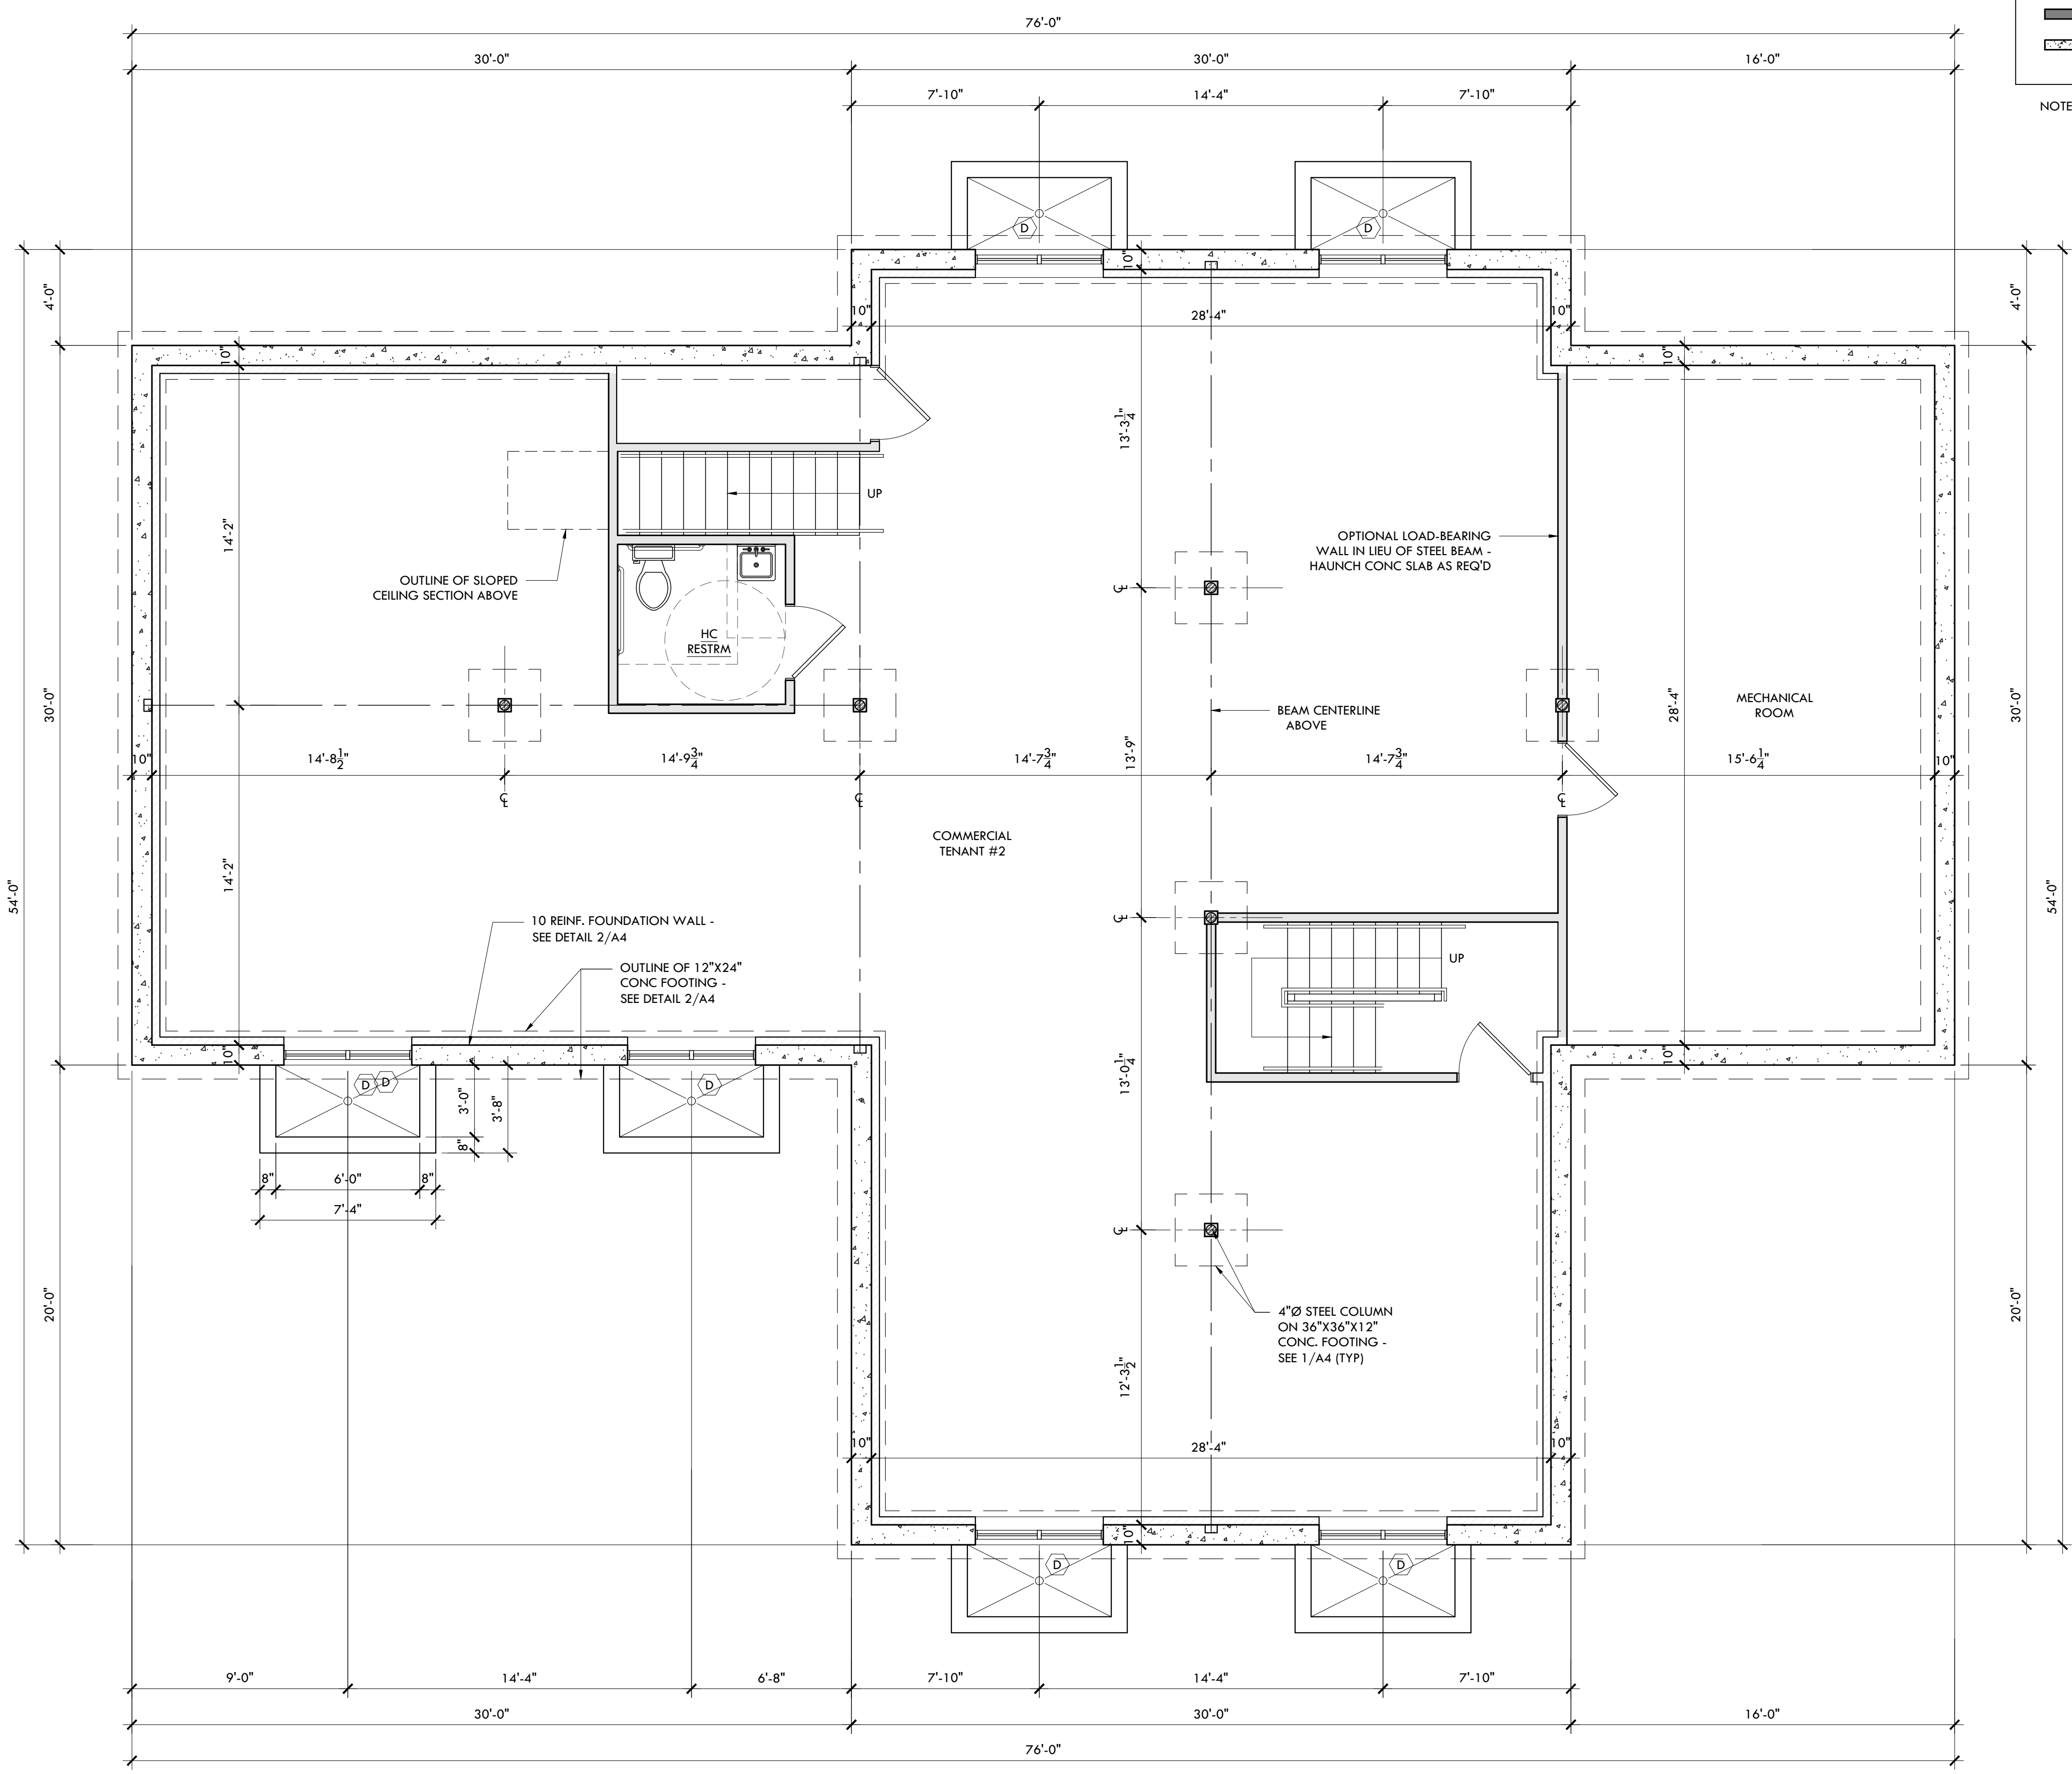 76'-0"
30'-0" 30'-0" 16'-0"
7'-10" 14'-4" 7'-10"
NOTE
D D
4'-0" 10" 4'-0"
10" 28'-4" 10"
10" 10"
13'-3 1/4"
UP
14'-2"
OPTIONAL LOAD-BEARING
WALL IN LIEU OF STEEL BEAM -
HAUNCH CONC SLAB AS REQ'D
OUTLINE OF SLOPED
CEILING SECTION ABOVE
HC
RESTRM
30'-0" 28'-4" 30'-0"
MECHANICAL
ROOM
BEAM CENTERLINE
ABOVE
13'-9"
10" 14'-8 1/2" 14'-9 3/4" 14'-7 3/4" 14'-7 3/4" 15'-6 1/4" 10"
COMMERCIAL
TENANT #2
14'-2"
54'-0" 54'-0"
10 REINF. FOUNDATION WALL -
SEE DETAIL 2/A4
OUTLINE OF 12"X24"
CONC FOOTING -
SEE DETAIL 2/A4
UP
10" 10"
13'-0 1/4"
D D D
3'-0" 3'-8"
8"
8" 6'-0" 8"
7'-4"
20'-0" 20'-0"
4"Ø STEEL COLUMN
ON 36"X36"X12"
CONC. FOOTING -
SEE 1/A4 (TYP)
12'-3 1/2"
10" 28'-4" 10"
10"
D D
9'-0" 14'-4" 6'-8" 7'-10" 14'-4" 7'-10"
30'-0" 30'-0" 16'-0"
76'-0"